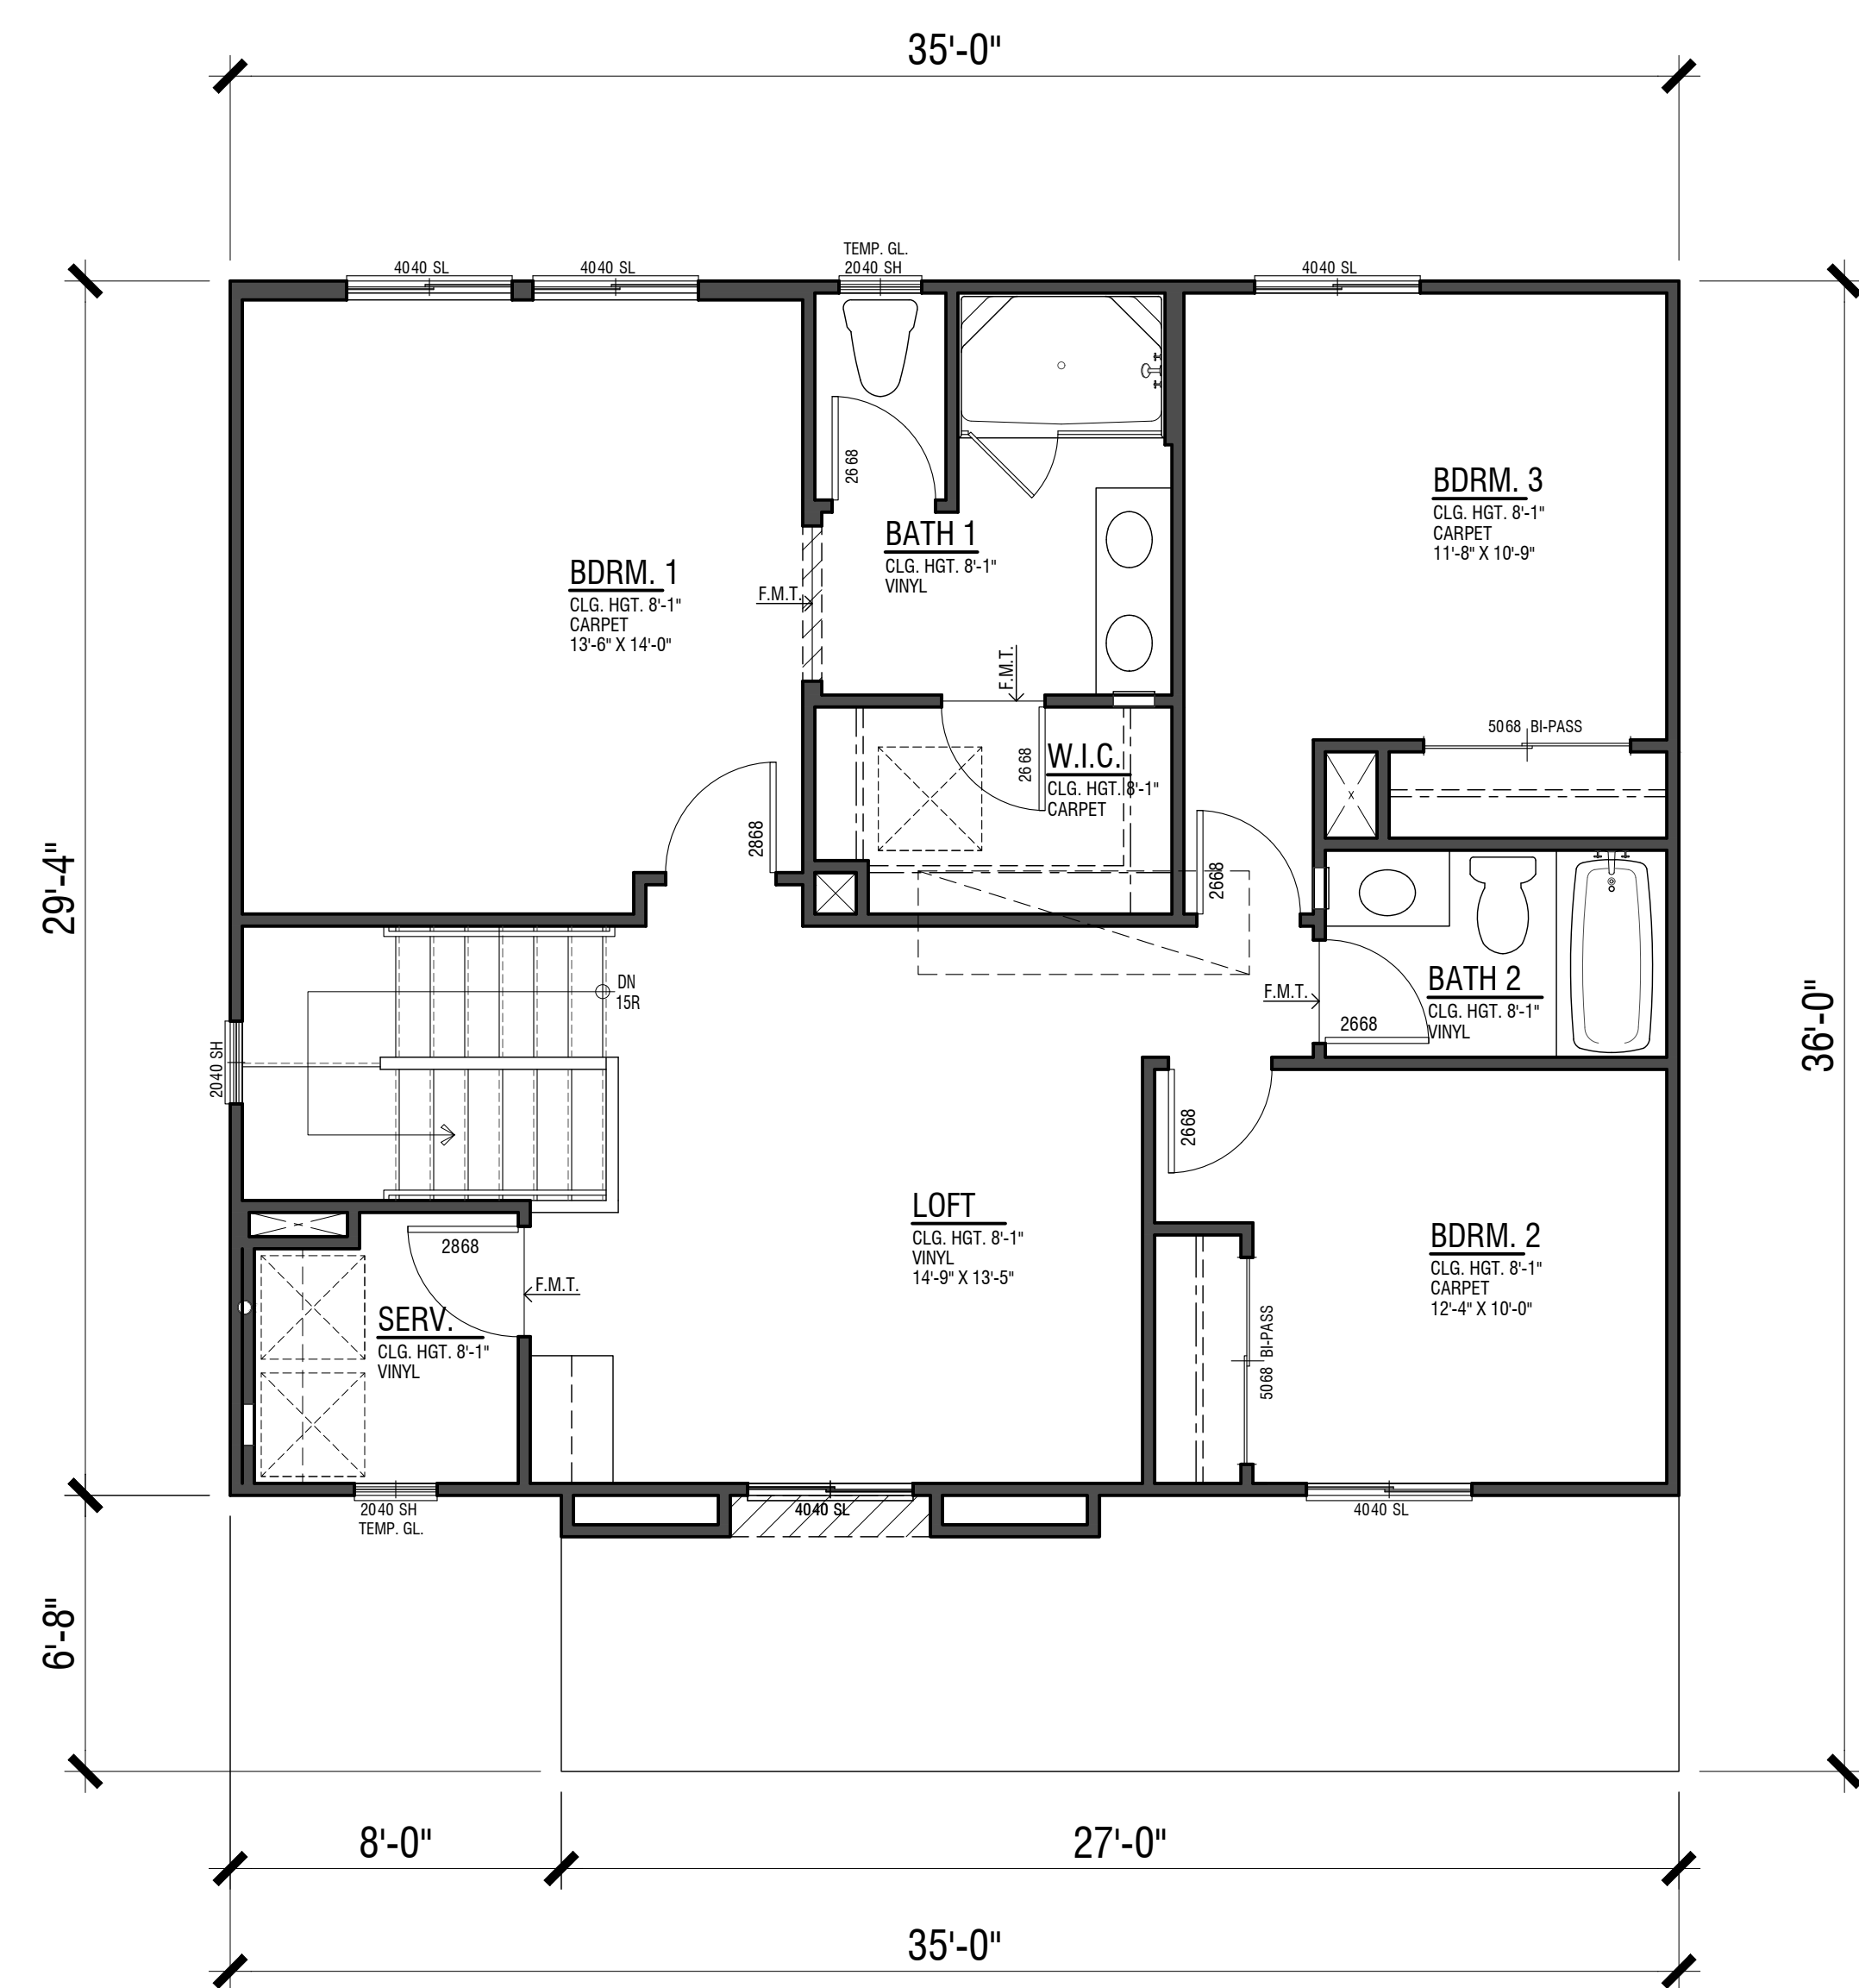 35'-0"
TEMP. GL.
4040 SL
4040 SL
2040 SH
4040 SL
2668
BDRM. 3
CLG. HGT. 8'-1"
CARPET
11'-8" X 10'-9"
BATH 1
CLG. HGT. 8'-1"
VINYL
BDRM. 1
CLG. HGT. 8'-1"
CARPET
13'-6" X 14'-0"
F.M.T.
F.M.T.
5068 BI-PASS
W.I.C.
CLG. HGT. 8'-1"
CARPET
2668
X
2868
2668
29'-4"
36'-0"
DN
15R
BATH 2
CLG. HGT. 8'-1"
VINYL
F.M.T.
2668
2040 SH
2668
LOFT
CLG. HGT. 8'-1"
VINYL
14'-9" X 13'-5"
BDRM. 2
CLG. HGT. 8'-1"
CARPET
12'-4" X 10'-0"
2868
F.M.T.
SERV.
CLG. HGT. 8'-1"
VINYL
5068 BI-PASS
2040 SH
TEMP. GL.
4040 SL
4040 SL
6'-8"
8'-0"
27'-0"
35'-0"